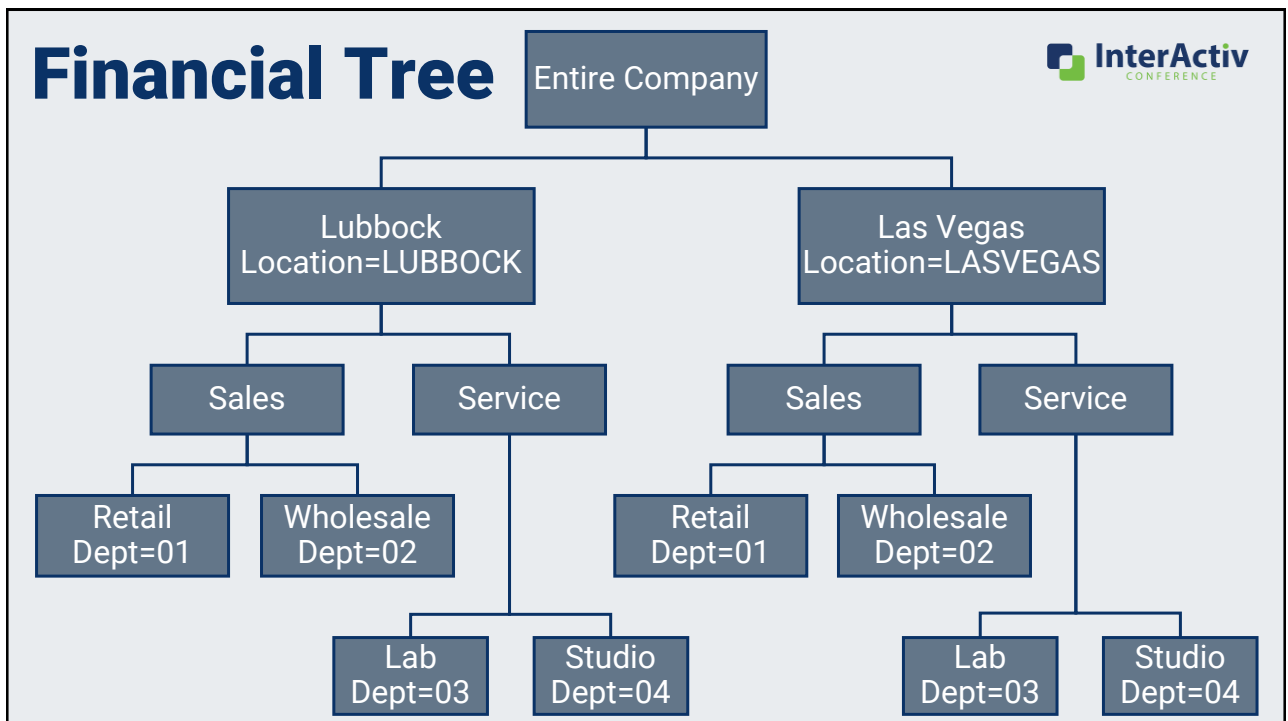 Financial Tree
Entire Company
InterActiv
CONFERENCE
Lubbock
Location=LUBBOCK
Las Vegas
Location=LASVEGAS
Sales
Service
Sales
Service
Retail
Dept=01
Wholesale
Dept=02
Retail
Dept=01
Wholesale
Dept=02
Lab
Dept=03
Studio
Dept=04
Lab
Dept=03
Studio
Dept=04